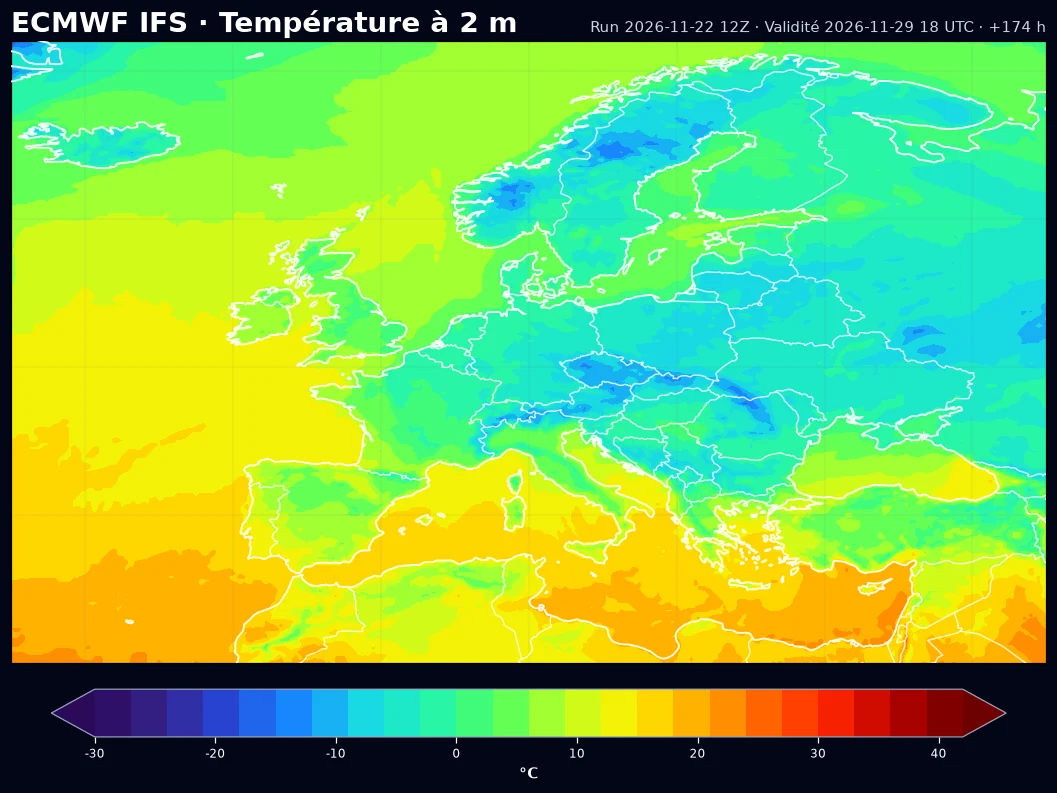 ECMWF IFS · Température à 2 m
Run 2026-11-22 12Z · Validité 2026-11-29 18 UTC · +174 h
-30 -20 -10 0 10 20 30 40
°C